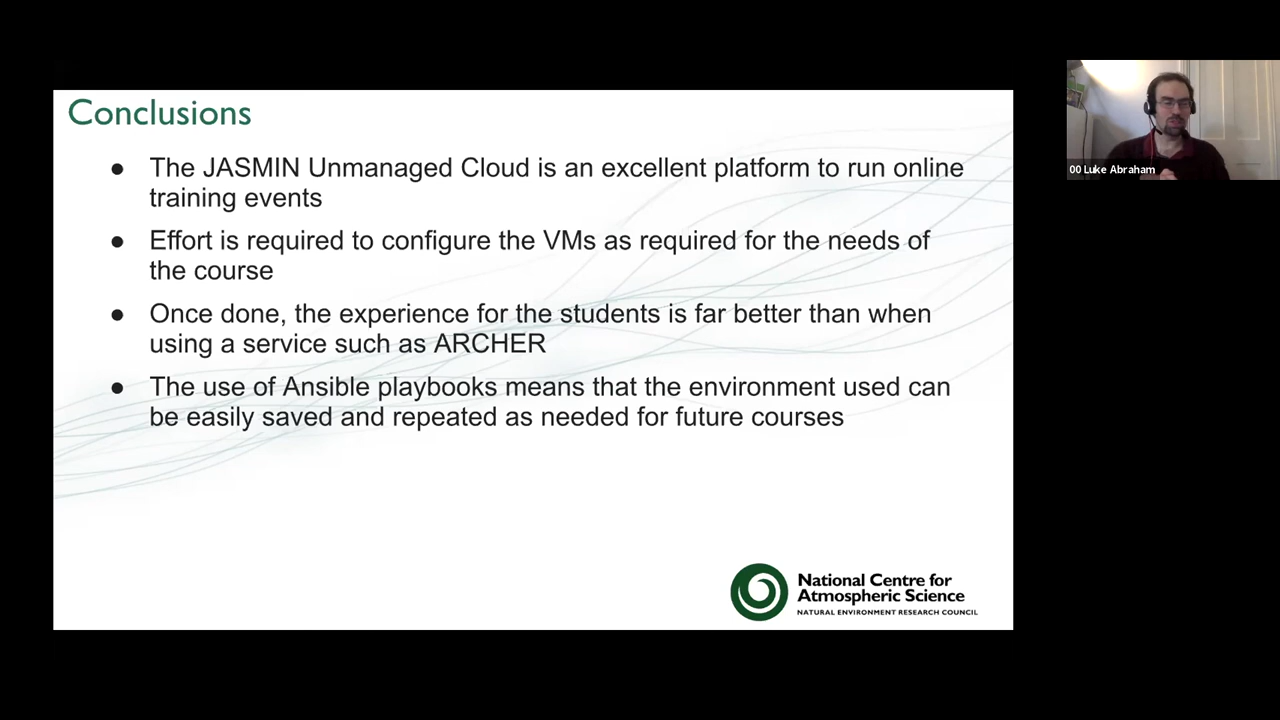 Conclusions
● The JASMIN Unmanaged Cloud is an excellent platform to run online
training events
● Effort is required to configure the VMs as required for the needs of
the course
● Once done, the experience for the students is far better than when
using a service such as ARCHER
● The use of Ansible playbooks means that the environment used can
be easily saved and repeated as needed for future courses
National Centre for
Atmospheric Science
NATURAL ENVIRONMENT RESEARCH COUNCIL
00 Luke Abraham